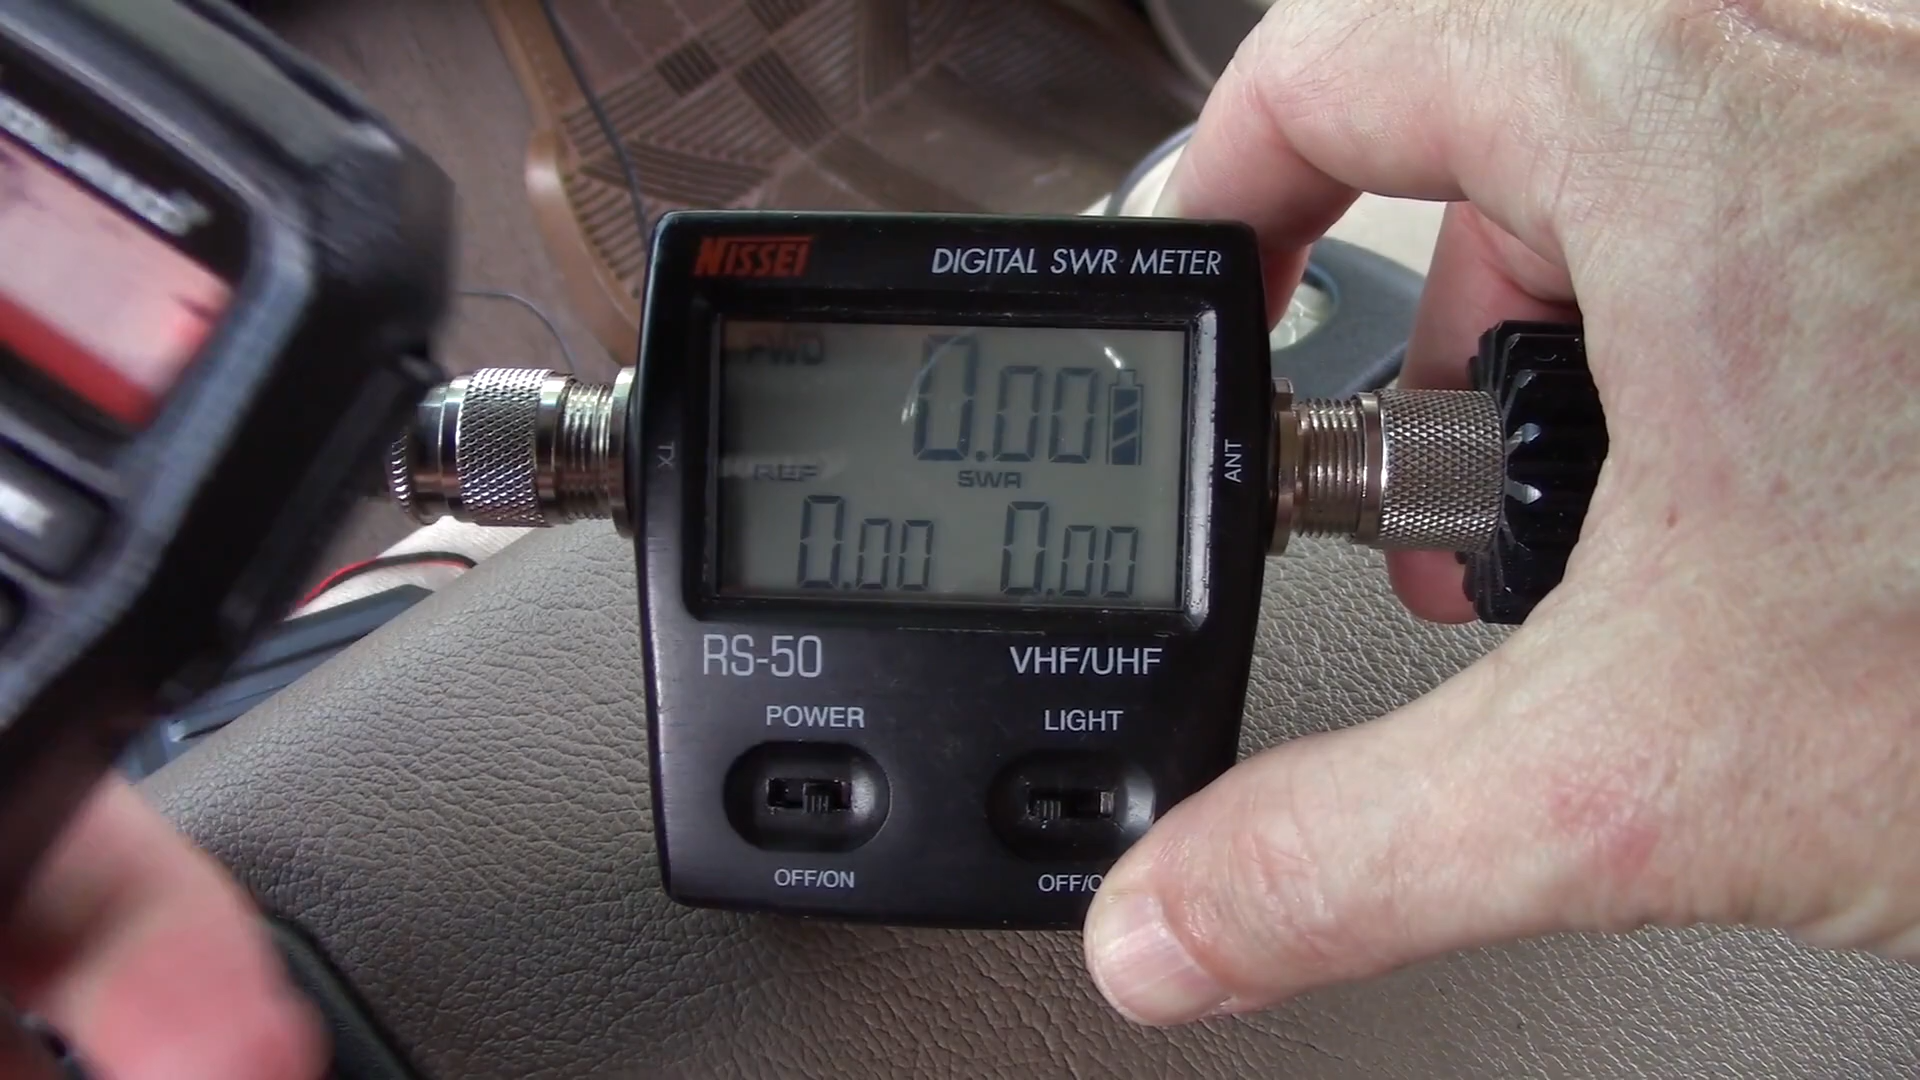 NISSEI DIGITAL SWR METER
FWD 0.00
REF SWR
0.00 0.00
TX
ANT
RS-50 VHF/UHF
POWER LIGHT
OFF/ON OFF/O